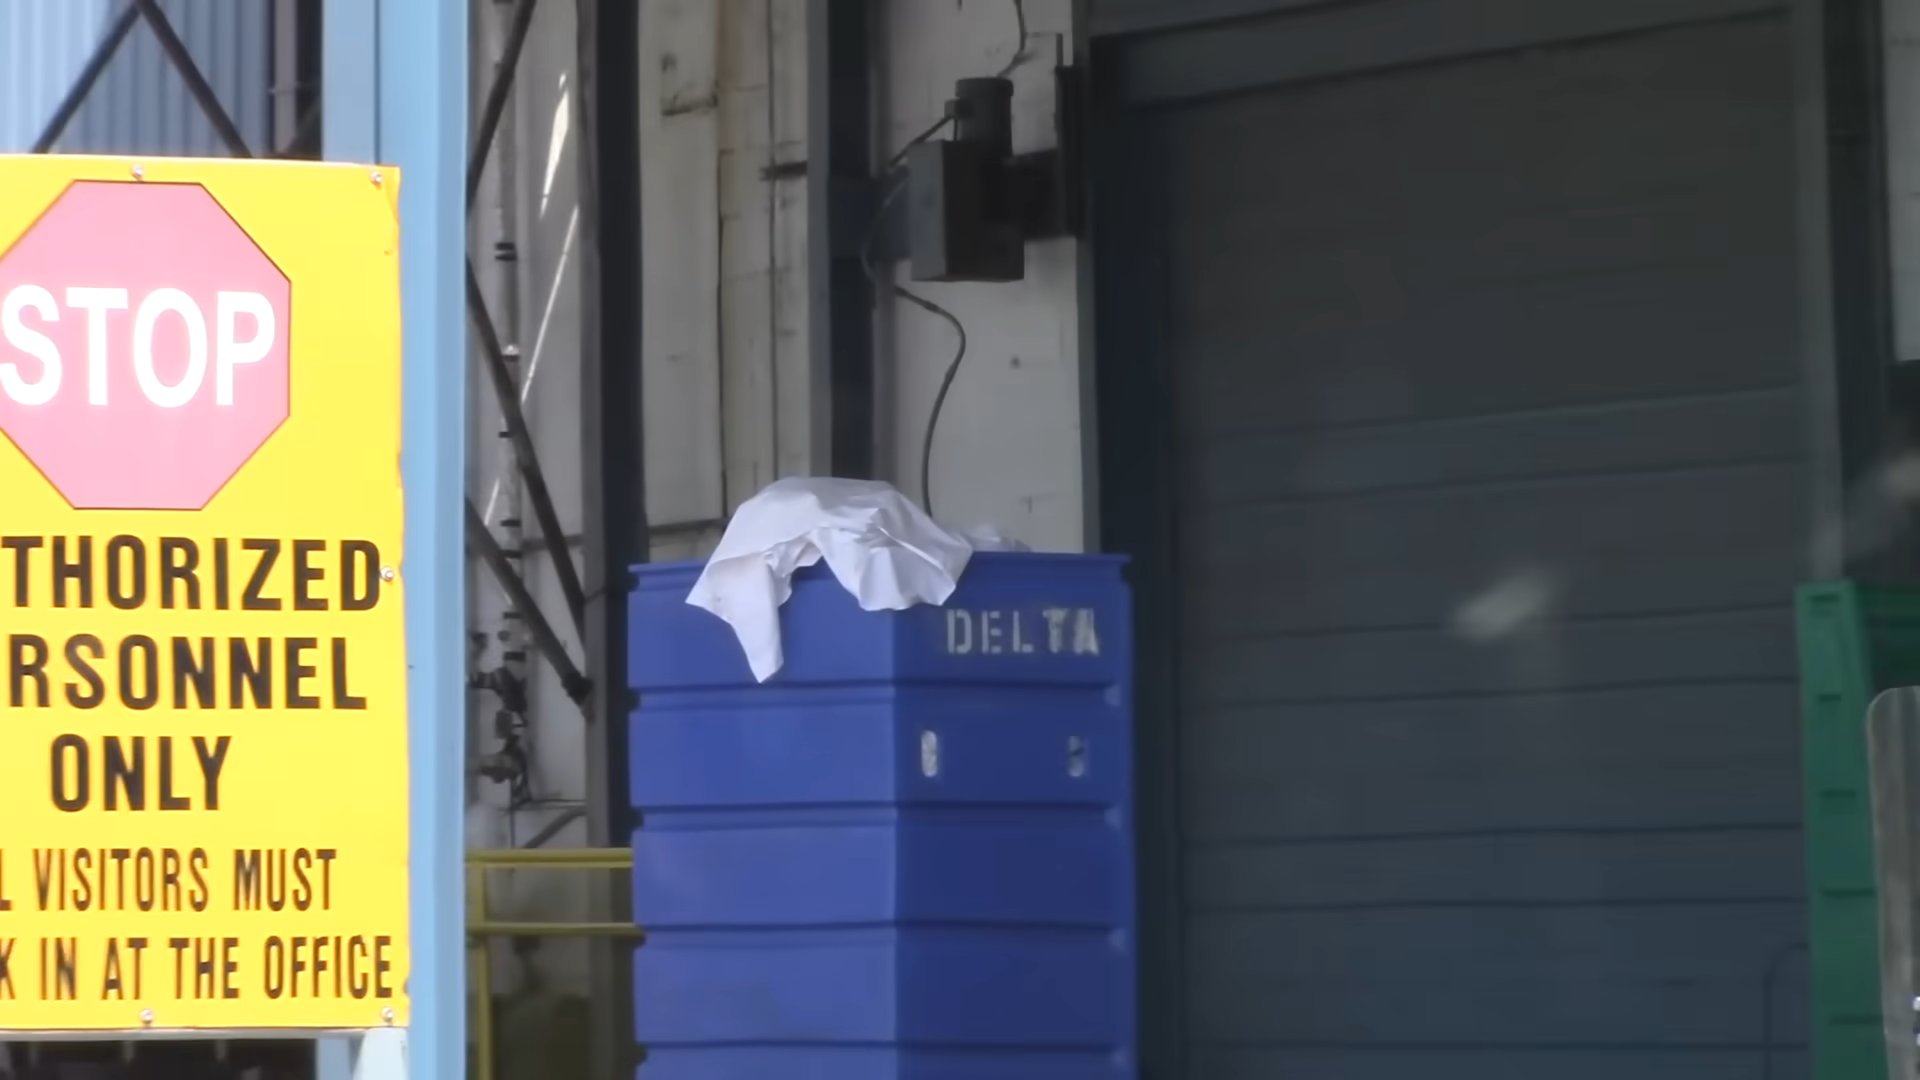 STOP
THORIZED
RSONNEL
ONLY
L VISITORS MUST
K IN AT THE OFFICE
DELTA